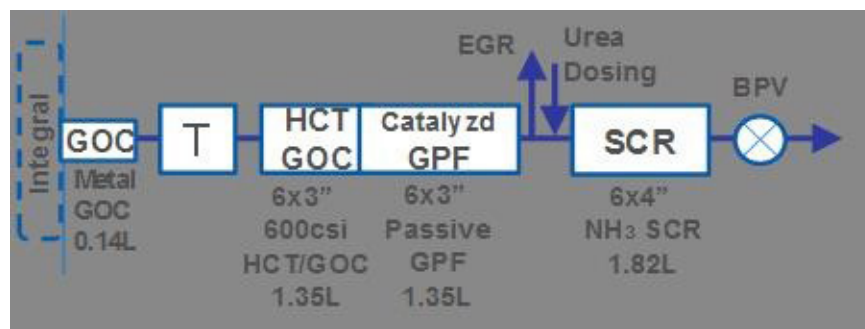 Integral
GOC
Metal
GOC
0.14L
T
HCT
GOC
6x3”
600csi
HCT/GOC
1.35L
Catalyzd
GPF
6x3”
Passive
GPF
1.35L
EGR
Urea
Dosing
SCR
6x4”
NH₃ SCR
1.82L
BPV